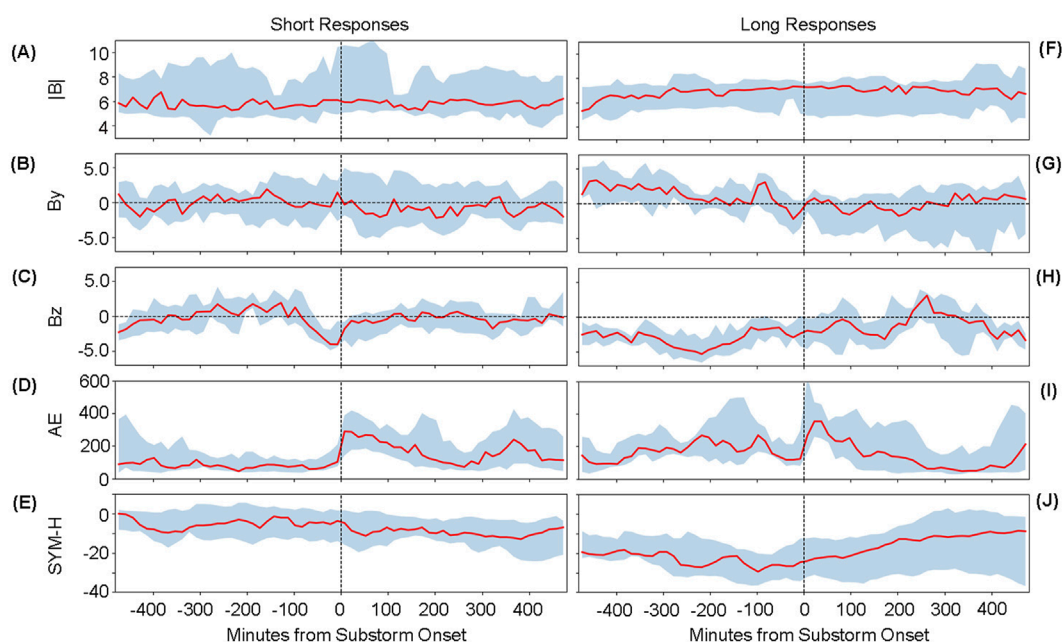 Short Responses Long Responses
(A) |B| 10 8 6 4 (F)
(B) By 5.0 0 -5.0 (G)
(C) Bz 5.0 0 -5.0 (H)
(D) AE 600 400 200 0 (I)
(E) SYM-H 0 -20 -40 (J)
-400 -300 -200 -100 0 100 200 300 400 -400 -300 -200 -100 0 100 200 300 400
Minutes from Substorm Onset Minutes from Substorm Onset